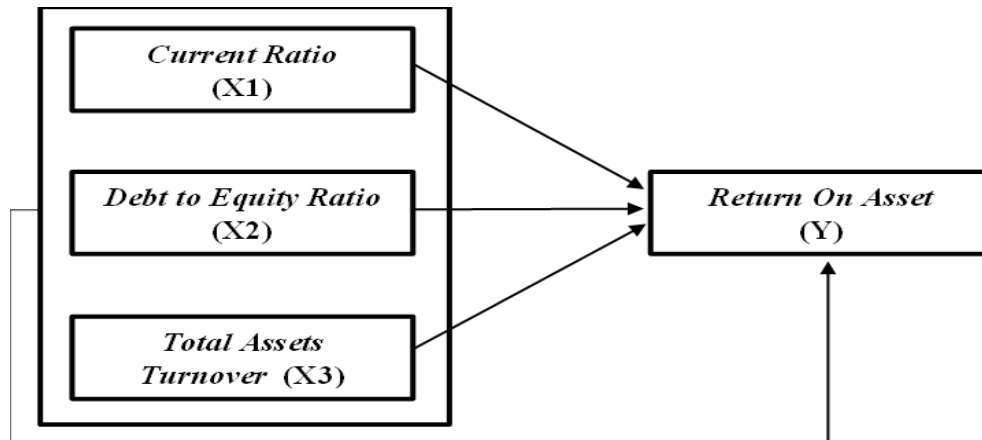 Current Ratio
(X1)
Debt to Equity Ratio
(X2)
Total Assets
Turnover (X3)
Return On Asset
(Y)